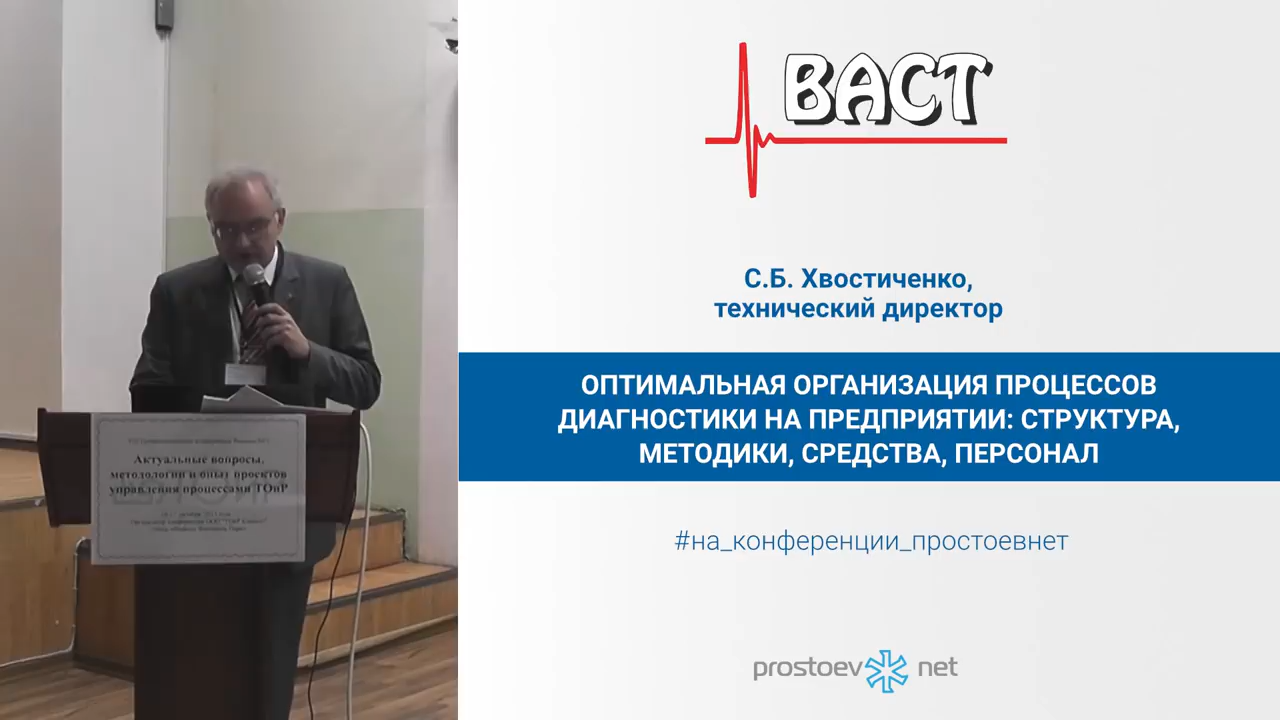 ВАСТ
С.Б. Хвостиченко,
технический директор
ОПТИМАЛЬНАЯ ОРГАНИЗАЦИЯ ПРОЦЕССОВ
ДИАГНОСТИКИ НА ПРЕДПРИЯТИИ: СТРУКТУРА,
МЕТОДИКИ, СРЕДСТВА, ПЕРСОНАЛ
#на_конференции_простоевнет
prostoev net
Актуальные вопросы,
методологии и опыт проектов
управления процессами ТОиР